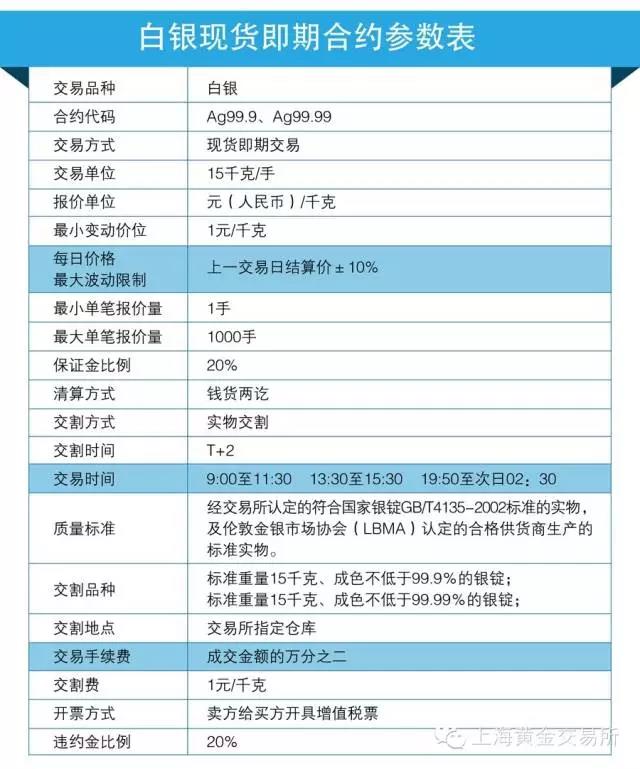 白银现货即期合约参数表
交易品种 白银
合约代码 Ag99.9、Ag99.99
交易方式 现货即期交易
交易单位 15千克/手
报价单位 元（人民币）/千克
最小变动价位 1元/千克
每日价格
最大波动限制 上一交易日结算价±10%
最小单笔报价量 1手
最大单笔报价量 1000手
保证金比例 20%
清算方式 钱货两讫
交割方式 实物交割
交割时间 T+2
交易时间 9:00至11:30 13:30至15:30 19:50至次日02：30
质量标准 经交易所认定的符合国家银锭GB/T4135-2002标准的实物，
及伦敦金银市场协会（LBMA）认定的合格供货商生产的
标准实物。
交割品种 标准重量15千克、成色不低于99.9%的银锭；
标准重量15千克、成色不低于99.99%的银锭；
交割地点 交易所指定仓库
交易手续费 成交金额的万分之二
交割费 1元/千克
开票方式 卖方给买方开具增值税票
违约金比例 20%
上海黄金交易所